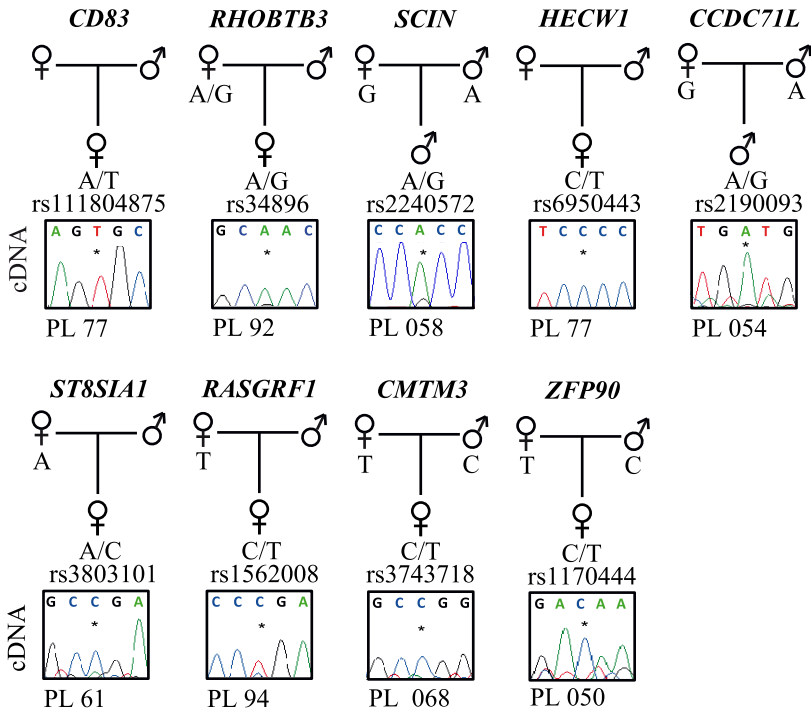 CD83 RHOBTB3 SCIN HECW1 CCDC71L
A/G G A G A
A/T A/G A/G C/T A/G
rs111804875 rs34896 rs2240572 rs6950443 rs2190093
cDNA
A G T G C G C A A C C C A C C T C C C C T G A T G
* * * * *
PL 77 PL 92 PL 058 PL 77 PL 054
ST8SIA1 RASGRF1 CMTM3 ZFP90
A T T C T C
A/C C/T C/T C/T
rs3803101 rs1562008 rs3743718 rs1170444
cDNA
G C C G A C C C G A G C C G G G A C A A
* * * *
PL 61 PL 94 PL 068 PL 050